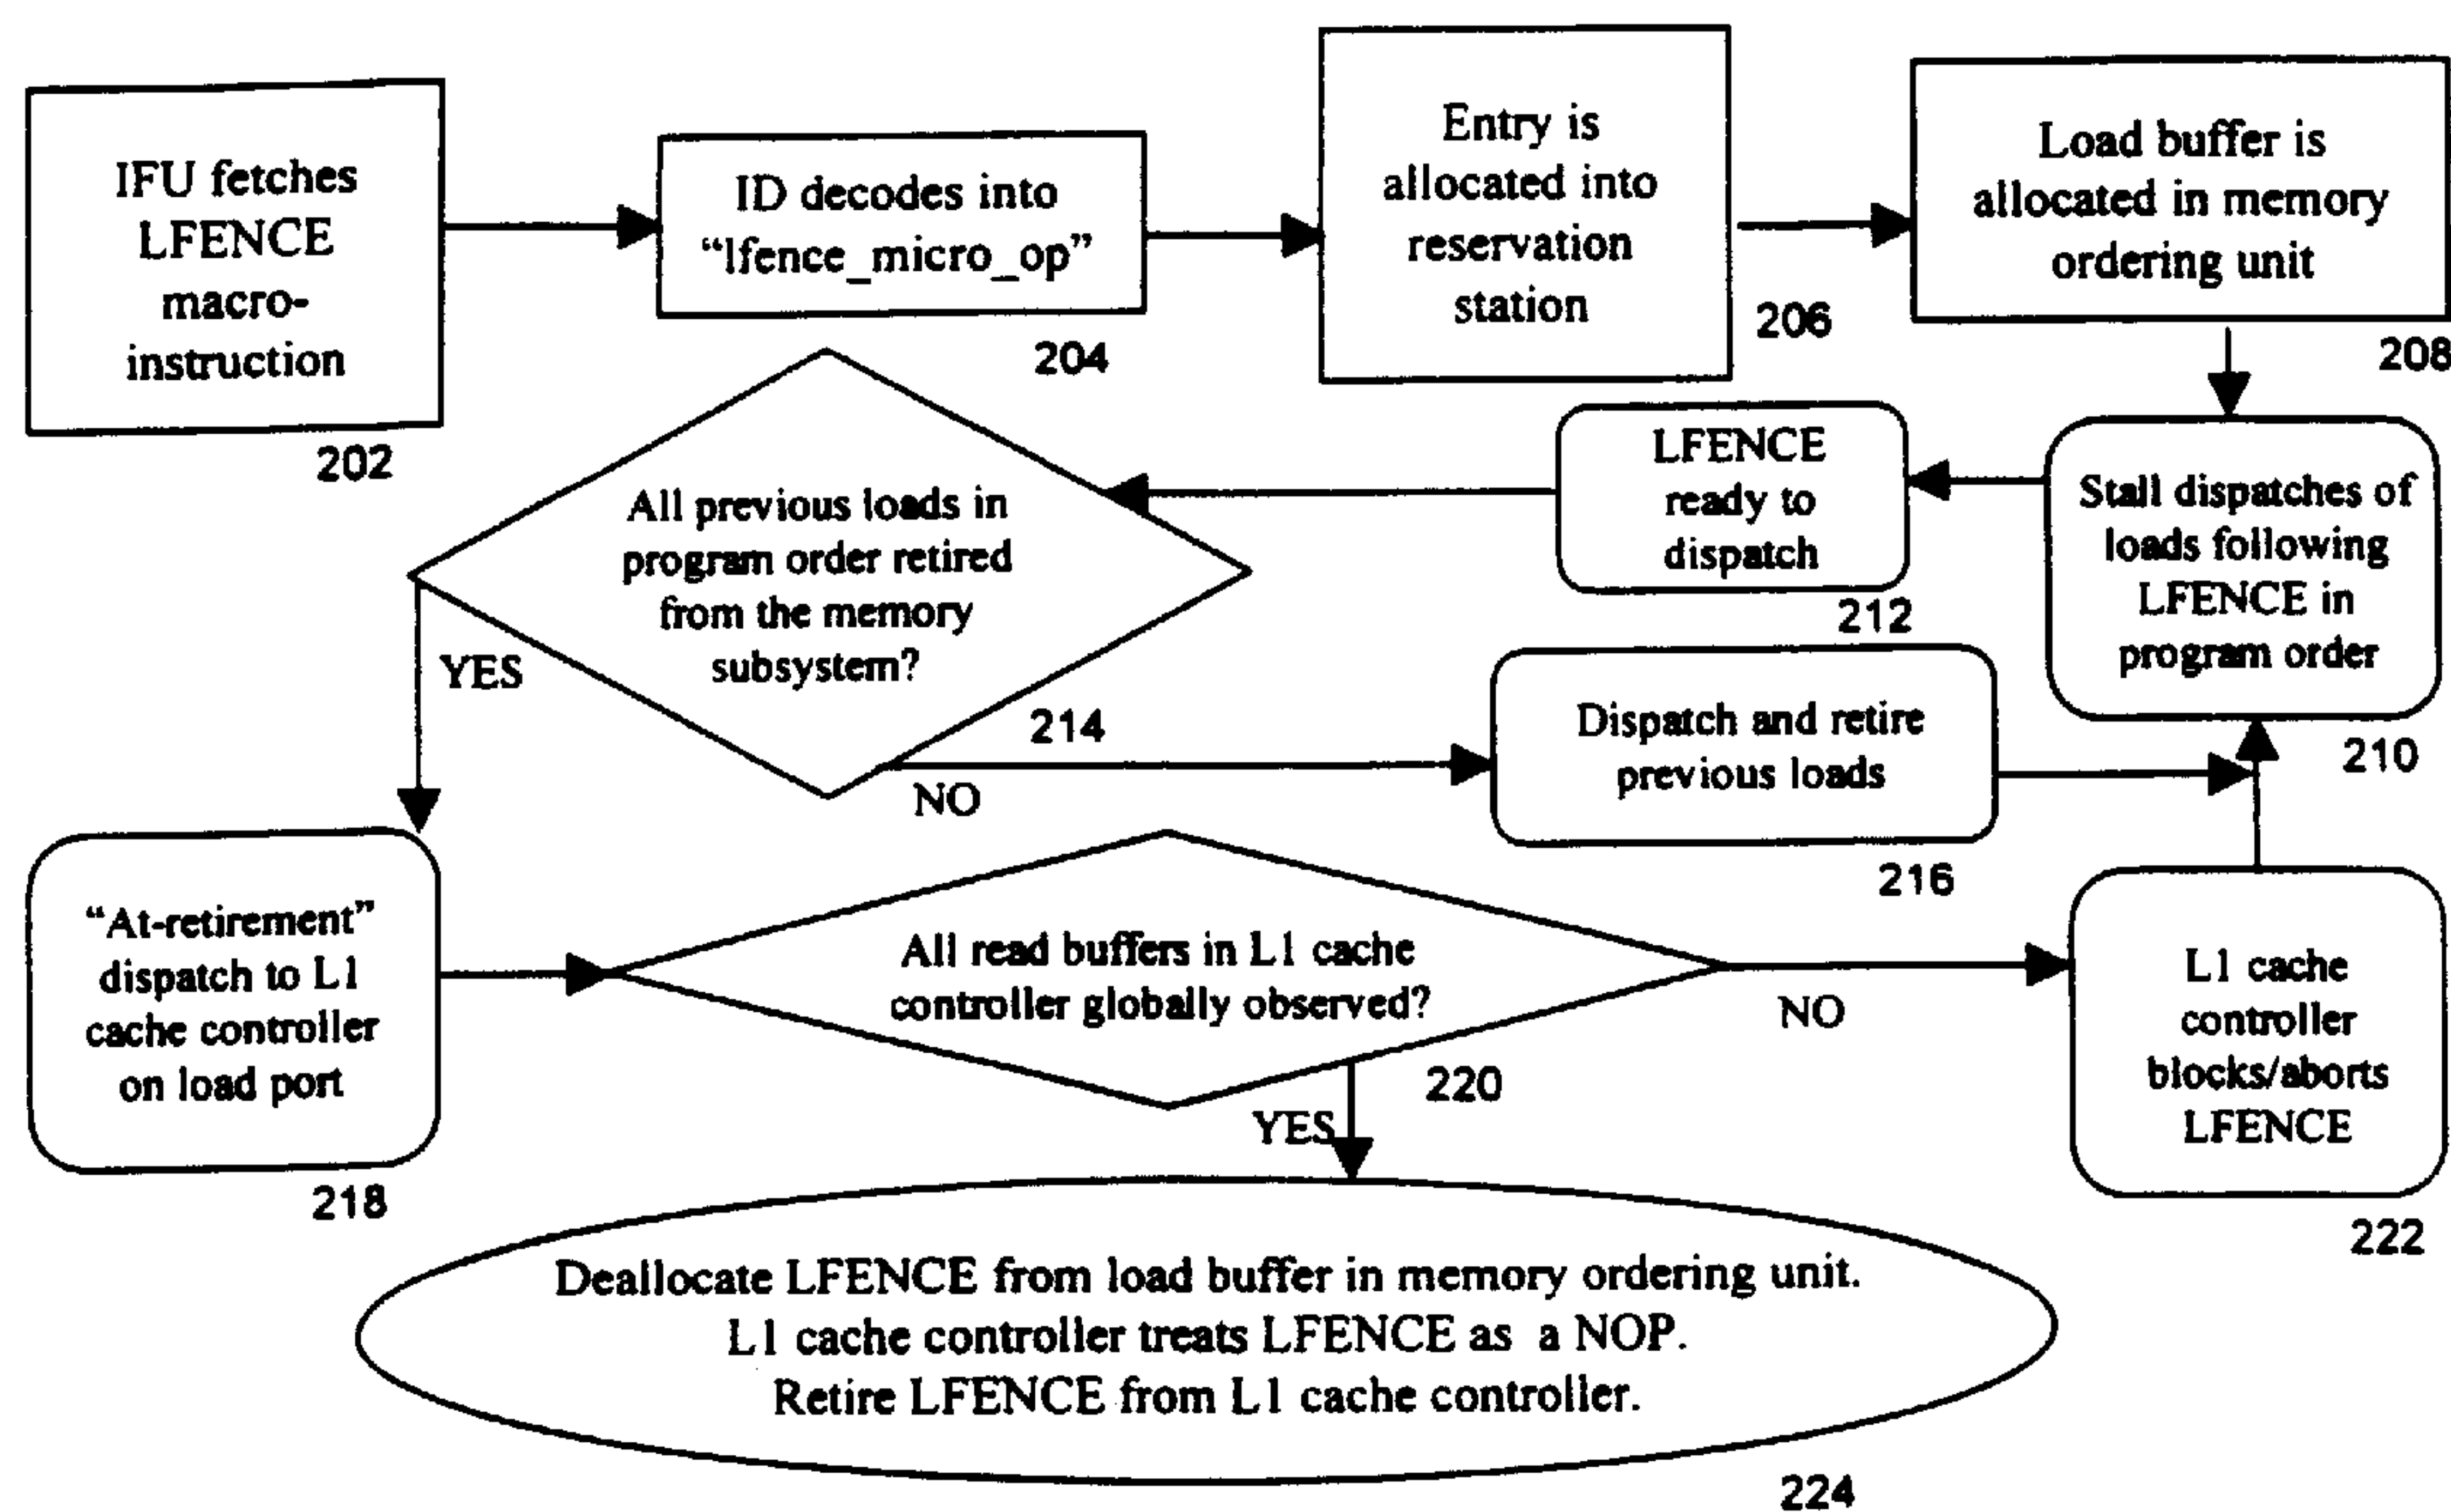 IFU fetches
LFENCE
macro-
instruction
202
ID decodes into
“lfence_micro_op”
204
Entry is
allocated into
reservation
station
206
Load buffer is
allocated in memory
ordering unit
208
Stall dispatches of
loads following
LFENCE in
program order
210
LFENCE
ready to
dispatch
212
All previous loads in
program order retired
from the memory
subsystem?
214
YES
NO
Dispatch and retire
previous loads
216
“At-retirement”
dispatch to L1
cache controller
on load port
218
All read buffers in L1 cache
controller globally observed?
220
NO
YES
L1 cache
controller
blocks/aborts
LFENCE
222
Deallocate LFENCE from load buffer in memory ordering unit.
L1 cache controller treats LFENCE as a NOP.
Retire LFENCE from L1 cache controller.
224